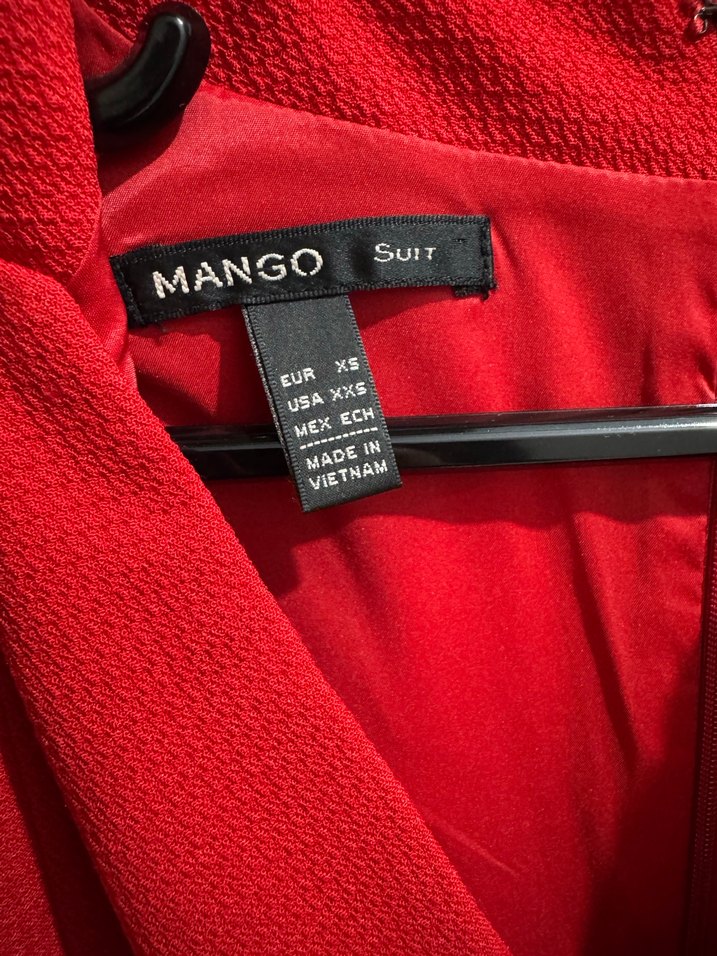 MANGO SUIT
EUR XS
USA XXS
MEX ECH
MADE IN
VIETNAM